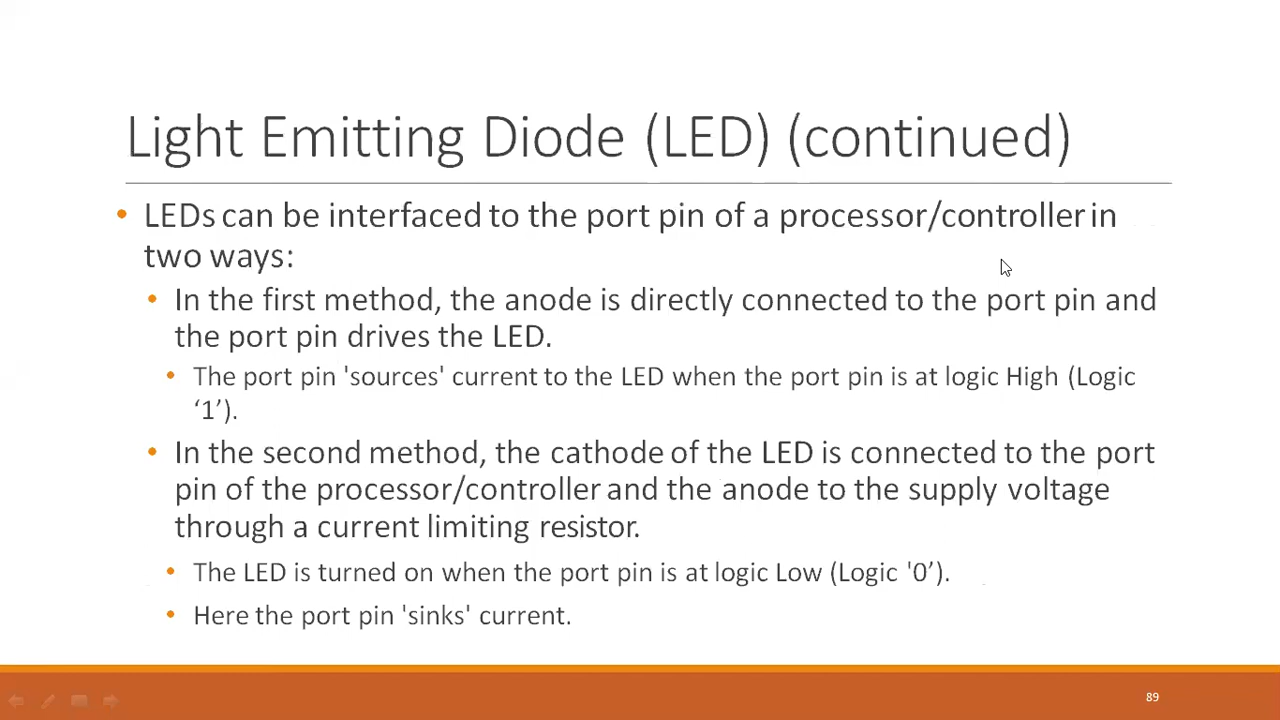 Light Emitting Diode (LED) (continued)
• LEDs can be interfaced to the port pin of a processor/controller in
two ways:
• In the first method, the anode is directly connected to the port pin and
the port pin drives the LED.
• The port pin 'sources' current to the LED when the port pin is at logic High (Logic
‘1’).
• In the second method, the cathode of the LED is connected to the port
pin of the processor/controller and the anode to the supply voltage
through a current limiting resistor.
• The LED is turned on when the port pin is at logic Low (Logic '0’).
• Here the port pin 'sinks' current.
89